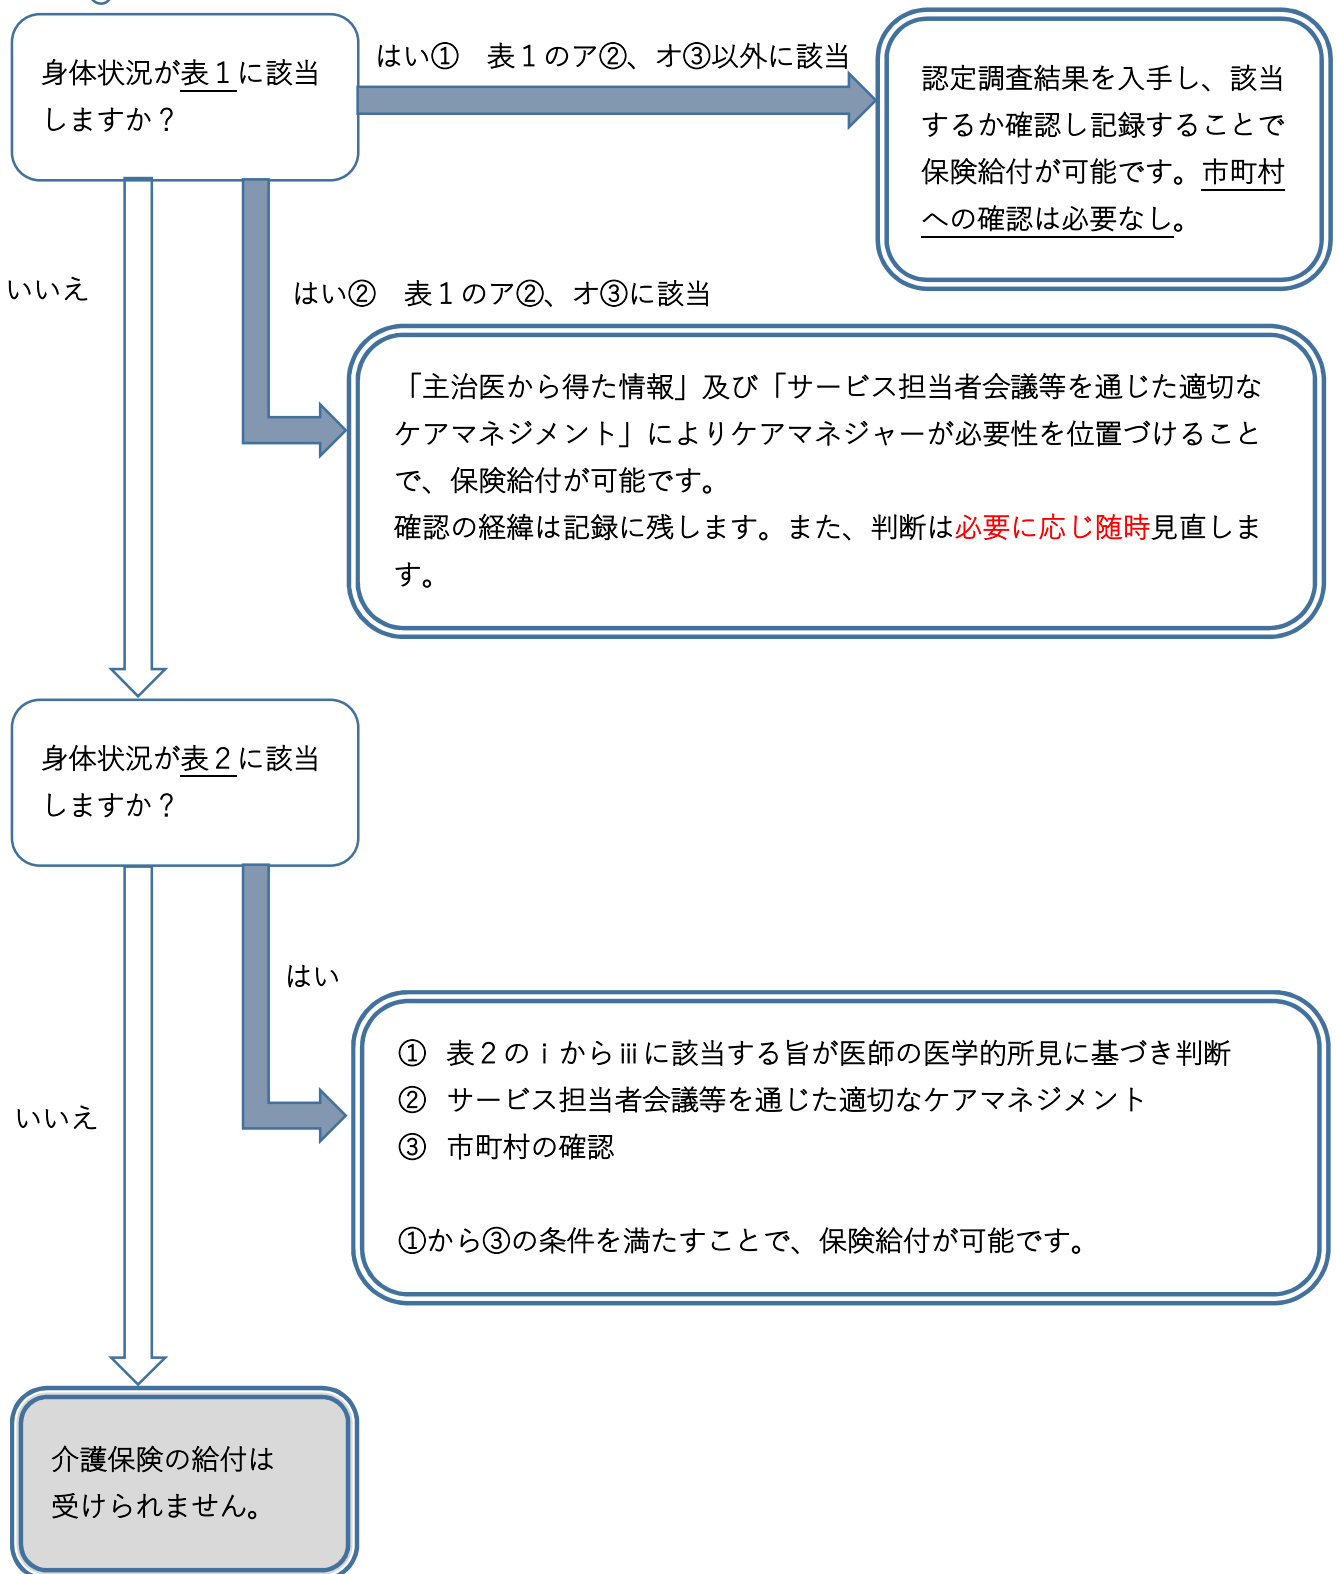 身体状況が表１に該当
しますか？
はい①　表１のア②、オ③以外に該当
認定調査結果を入手し、該当
するか確認し記録することで
保険給付が可能です。市町村
への確認は必要なし。
いいえ
はい②　表１のア②、オ③に該当
「主治医から得た情報」及び「サービス担当者会議等を通じた適切な
ケアマネジメント」によりケアマネジャーが必要性を位置づけること
で、保険給付が可能です。
確認の経緯は記録に残します。また、判断は必要に応じ随時見直しま
す。
身体状況が表２に該当
しますか？
はい
① 表２のⅰからⅲに該当する旨が医師の医学的所見に基づき判断
② サービス担当者会議等を通じた適切なケアマネジメント
③ 市町村の確認
①から③の条件を満たすことで、保険給付が可能です。
いいえ
介護保険の給付は
受けられません。